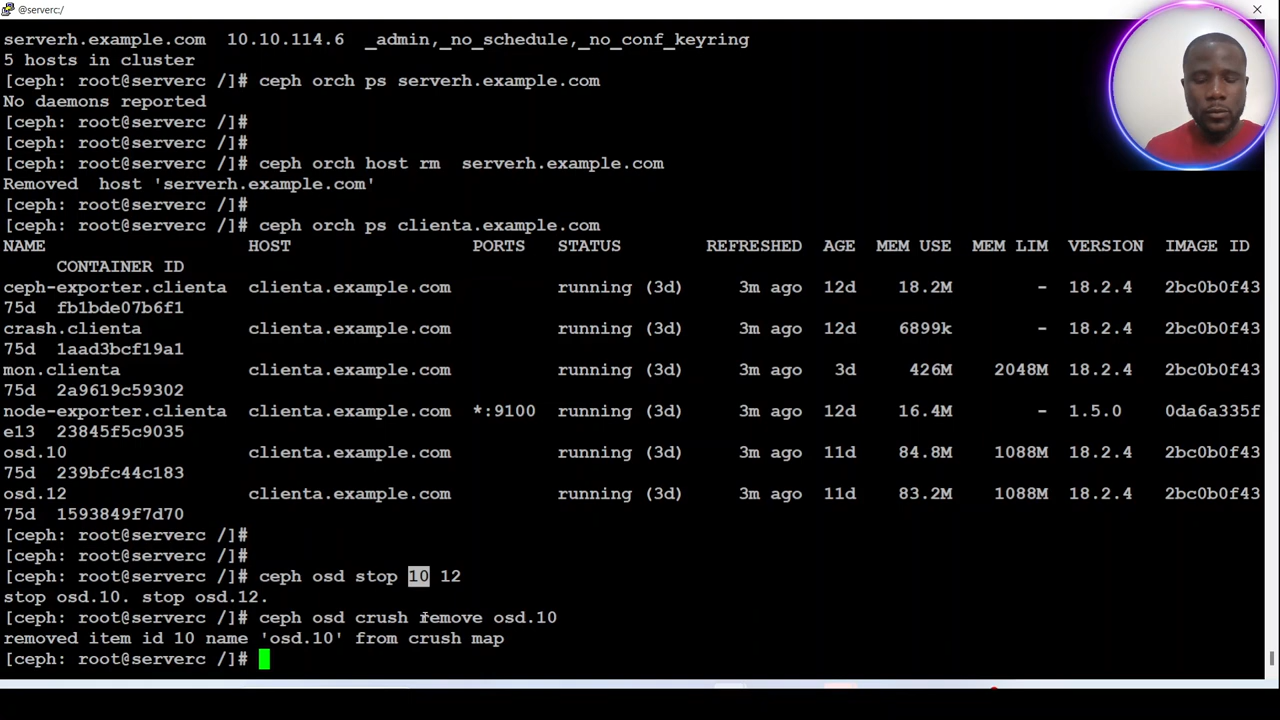 @serverc:/
serverh.example.com  10.10.114.6  _admin,_no_schedule,_no_conf_keyring
5 hosts in cluster
[ceph: root@serverc /]# ceph orch ps serverh.example.com
No daemons reported
[ceph: root@serverc /]#
[ceph: root@serverc /]#
[ceph: root@serverc /]# ceph orch host rm  serverh.example.com
Removed  host 'serverh.example.com'
[ceph: root@serverc /]#
[ceph: root@serverc /]# ceph orch ps clienta.example.com
NAME                   HOST                 PORTS   STATUS        REFRESHED  AGE  MEM USE  MEM LIM  VERSION  IMAGE ID
     CONTAINER ID
ceph-exporter.clienta  clienta.example.com          running (3d)     3m ago  12d    18.2M        -  18.2.4   2bc0b0f43
75d  fb1bde07b6f1
crash.clienta          clienta.example.com          running (3d)     3m ago  12d    6899k        -  18.2.4   2bc0b0f43
75d  1aad3bcf19a1
mon.clienta            clienta.example.com          running (3d)     3m ago   3d     426M    2048M  18.2.4   2bc0b0f43
75d  2a9619c59302
node-exporter.clienta  clienta.example.com  *:9100  running (3d)     3m ago  12d    16.4M        -  1.5.0    0da6a335f
e13  23845f5c9035
osd.10                 clienta.example.com          running (3d)     3m ago  11d    84.8M    1088M  18.2.4   2bc0b0f43
75d  239bfc44c183
osd.12                 clienta.example.com          running (3d)     3m ago  11d    83.2M    1088M  18.2.4   2bc0b0f43
75d  1593849f7d70
[ceph: root@serverc /]#
[ceph: root@serverc /]#
[ceph: root@serverc /]# ceph osd stop 10 12
stop osd.10. stop osd.12.
[ceph: root@serverc /]# ceph osd crush remove osd.10
removed item id 10 name 'osd.10' from crush map
[ceph: root@serverc /]#